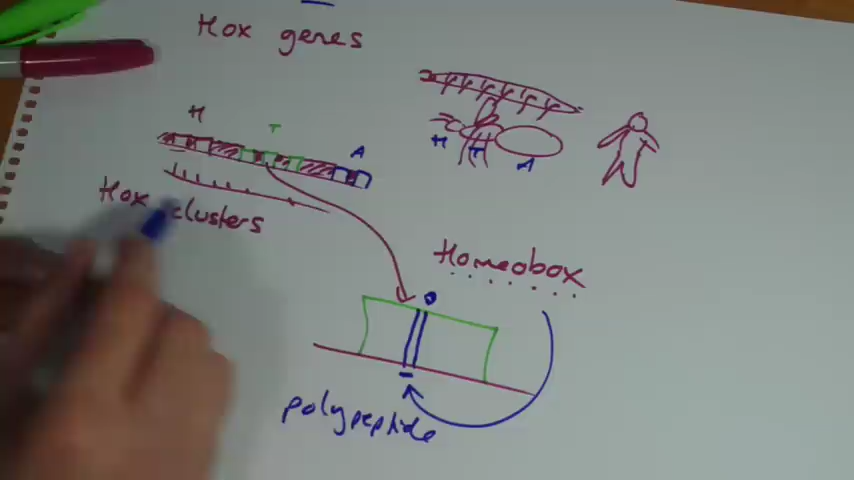 Hox genes
H
T
A
H
T
A
Hox clusters
Homeobox
polypeptide